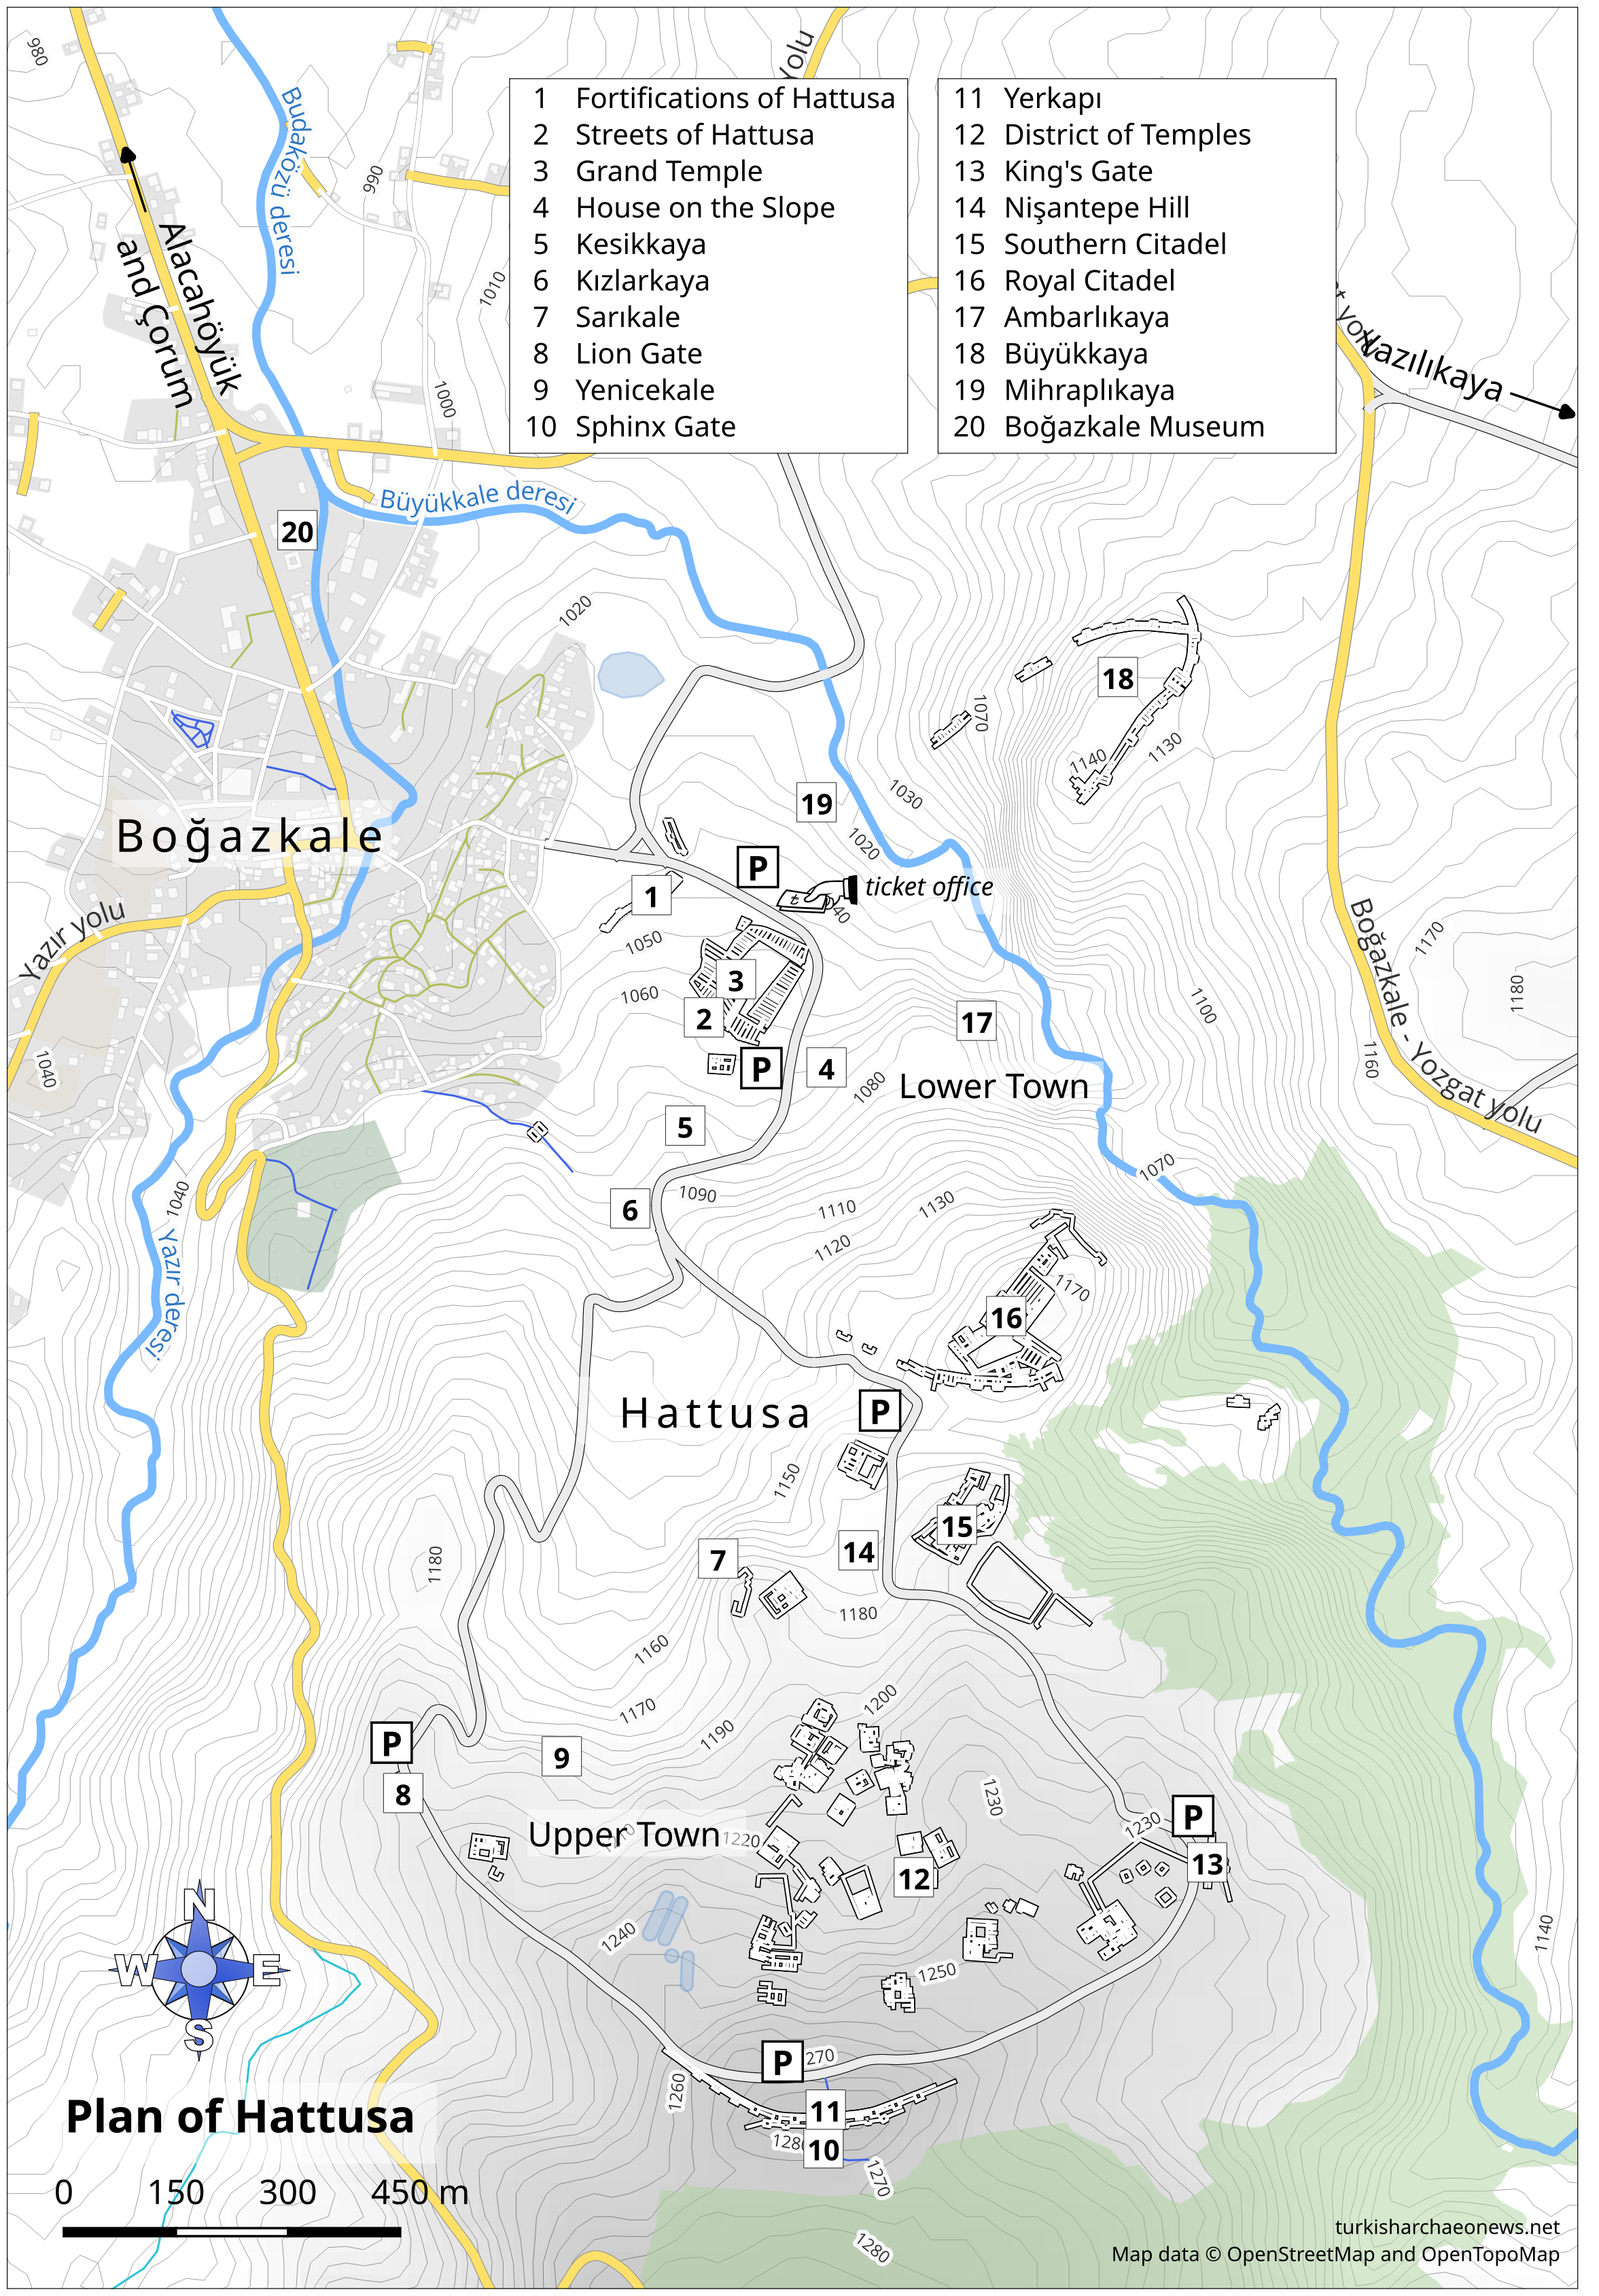 980
Yolu
1 Fortifications of Hattusa
2 Streets of Hattusa
3 Grand Temple
4 House on the Slope
5 Kesikkaya
6 Kızlarkaya
7 Sarıkale
8 Lion Gate
9 Yenicekale
10 Sphinx Gate
11 Yerkapı
12 District of Temples
13 King's Gate
14 Nişantepe Hill
15 Southern Citadel
16 Royal Citadel
17 Ambarlıkaya
18 Büyükkaya
19 Mihraplıkaya
20 Boğazkale Museum
Budaközü deresi
990
1010
1000
Alacahöyük
and Çorum
Yazılıkaya
Büyükkale deresi
20
1020
18
1070
1140
1130
19
1030
1020
Boğazkale
P
ticket office
1
1050
Yazır yolu
3
1060
2
17
1100
1170
1180
Boğazkale - Yozgat yolu
1160
1040
P
4
1080
Lower Town
5
1070
1040
6
1090
1110
1130
1120
Yazır deresi
1170
16
Hattusa
P
1150
15
14
7
1180
1180
1160
1170
1190
1200
P
9
8
1230
1230
P
Upper Town
1220
13
12
1240
1250
1140
N
W E
S
P
270
1260
11
10
1270
1280
Plan of Hattusa
0 150 300 450 m
turkisharchaeonews.net
Map data © OpenStreetMap and OpenTopoMap